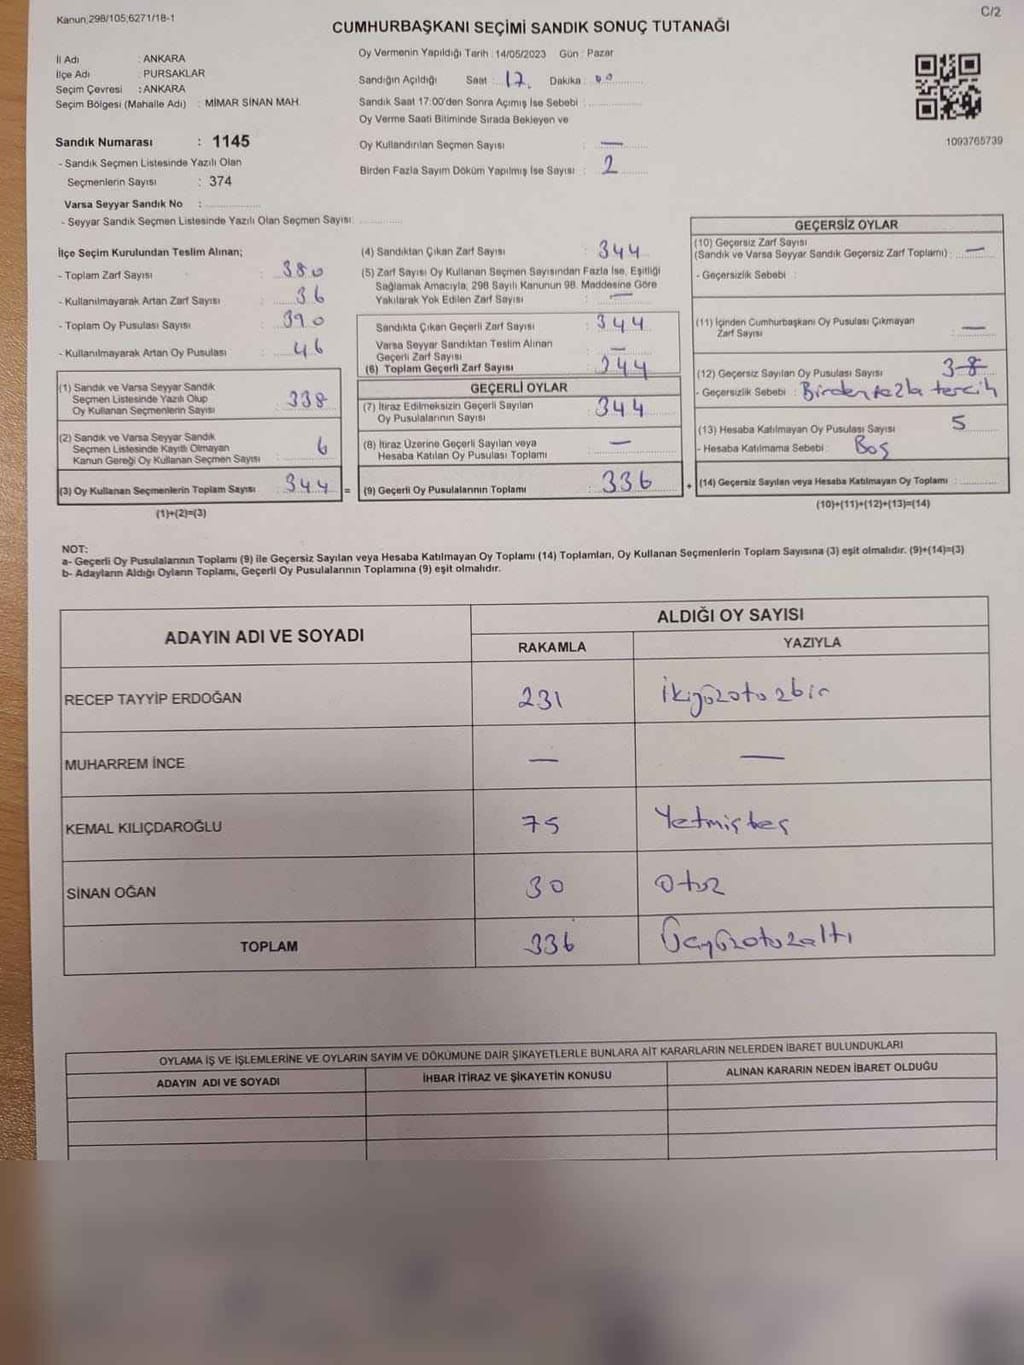 Kanun;298/105;6271/18-1
C/2
CUMHURBAŞKANI SEÇİMİ SANDIK SONUÇ TUTANAĞI
İl Adı : ANKARA
İlçe Adı : PURSAKLAR
Seçim Çevresi : ANKARA
Seçim Bölgesi (Mahalle Adı) : MİMAR SİNAN MAH.
Sandık Numarası : 1145
- Sandık Seçmen Listesinde Yazılı Olan
Seçmenlerin Sayısı : 374
Varsa Seyyar Sandık No :
- Seyyar Sandık Seçmen Listesinde Yazılı Olan Seçmen Sayısı:
Oy Vermenin Yapıldığı Tarih : 14/05/2023 Gün : Pazar
Sandığın Açıldığı Saat : 17. Dakika : 00
Sandık Saat 17:00'den Sonra Açımış İse Sebebi :
Oy Verme Saati Bitiminde Sırada Bekleyen ve
Oy Kullandırılan Seçmen Sayısı : —
Birden Fazla Sayım Döküm Yapılmış İse Sayısı : 2
1093765739
İlçe Seçim Kurulundan Teslim Alınan;
- Toplam Zarf Sayısı : 380
- Kullanılmayarak Artan Zarf Sayısı : 36
- Toplam Oy Pusulası Sayısı : 390
- Kullanılmayarak Artan Oy Pusulası : 46
(1) Sandık ve Varsa Seyyar Sandık
Seçmen Listesinde Yazılı Olup
Oy Kullanan Seçmenlerin Sayısı : 338
(2) Sandık ve Varsa Seyyar Sandık
Seçmen Listesinde Kayıtlı Olmayan
Kanun Gereği Oy Kullanan Seçmen Sayısı : 6
(3) Oy Kullanan Seçmenlerin Toplam Sayısı : 344 =
(1)+(2)=(3)
(4) Sandıktan Çıkan Zarf Sayısı : 344
(5) Zarf Sayısı Oy Kullanan Seçmen Sayısından Fazla İse, Eşitliği
Sağlamak Amacıyla, 298 Sayılı Kanunun 98. Maddesine Göre
Yakılarak Yok Edilen Zarf Sayısı : —
Sandıkta Çıkan Geçerli Zarf Sayısı : 344
Varsa Seyyar Sandıktan Teslim Alınan
Geçerli Zarf Sayısı : —
(6) Toplam Geçerli Zarf Sayısı : 344
GEÇERLİ OYLAR
(7) İtiraz Edilmeksizin Geçerli Sayılan
Oy Pusulalarının Sayısı : 344
(8) İtiraz Üzerine Geçerli Sayılan veya
Hesaba Katılan Oy Pusulası Toplamı : —
(9) Geçerli Oy Pusulalarının Toplamı : 336 +
GEÇERSİZ OYLAR
(10) Geçersiz Zarf Sayısı
(Sandık ve Varsa Seyyar Sandık Geçersiz Zarf Toplamı) : —
- Geçersizlik Sebebi :
(11) İçinden Cumhurbaşkanı Oy Pusulası Çıkmayan
Zarf Sayısı : —
(12) Geçersiz Sayılan Oy Pusulası Sayısı : 3 8
- Geçersizlik Sebebi : Birden fazla tercih
(13) Hesaba Katılmayan Oy Pusulası Sayısı : 5
- Hesaba Katılmama Sebebi : Boş
(14) Geçersiz Sayılan veya Hesaba Katılmayan Oy Toplamı :
(10)+(11)+(12)+(13)=(14)
NOT:
a- Geçerli Oy Pusulalarının Toplamı (9) ile Geçersiz Sayılan veya Hesaba Katılmayan Oy Toplamı (14) Toplamları, Oy Kullanan Seçmenlerin Toplam Sayısına (3) eşit olmalıdır. (9)+(14)=(3)
b- Adayların Aldığı Oyların Toplamı, Geçerli Oy Pusulalarının Toplamına (9) eşit olmalıdır.
ADAYIN ADI VE SOYADI
ALDIĞI OY SAYISI
RAKAMLA YAZIYLA
RECEP TAYYİP ERDOĞAN 231 İkiyüzotuzbir
MUHARREM İNCE — —
KEMAL KILIÇDAROĞLU 75 Yetmişbeş
SİNAN OĞAN 30 Otuz
TOPLAM 336 Üçyüzotuzaltı
OYLAMA İŞ VE İŞLEMLERİNE VE OYLARIN SAYIM VE DÖKÜMÜNE DAİR ŞİKAYETLERLE BUNLARA AİT KARARLARIN NELERDEN İBARET BULUNDUKLARI
ADAYIN ADI VE SOYADI İHBAR İTİRAZ VE ŞİKAYETİN KONUSU ALINAN KARARIN NEDEN İBARET OLDUĞU